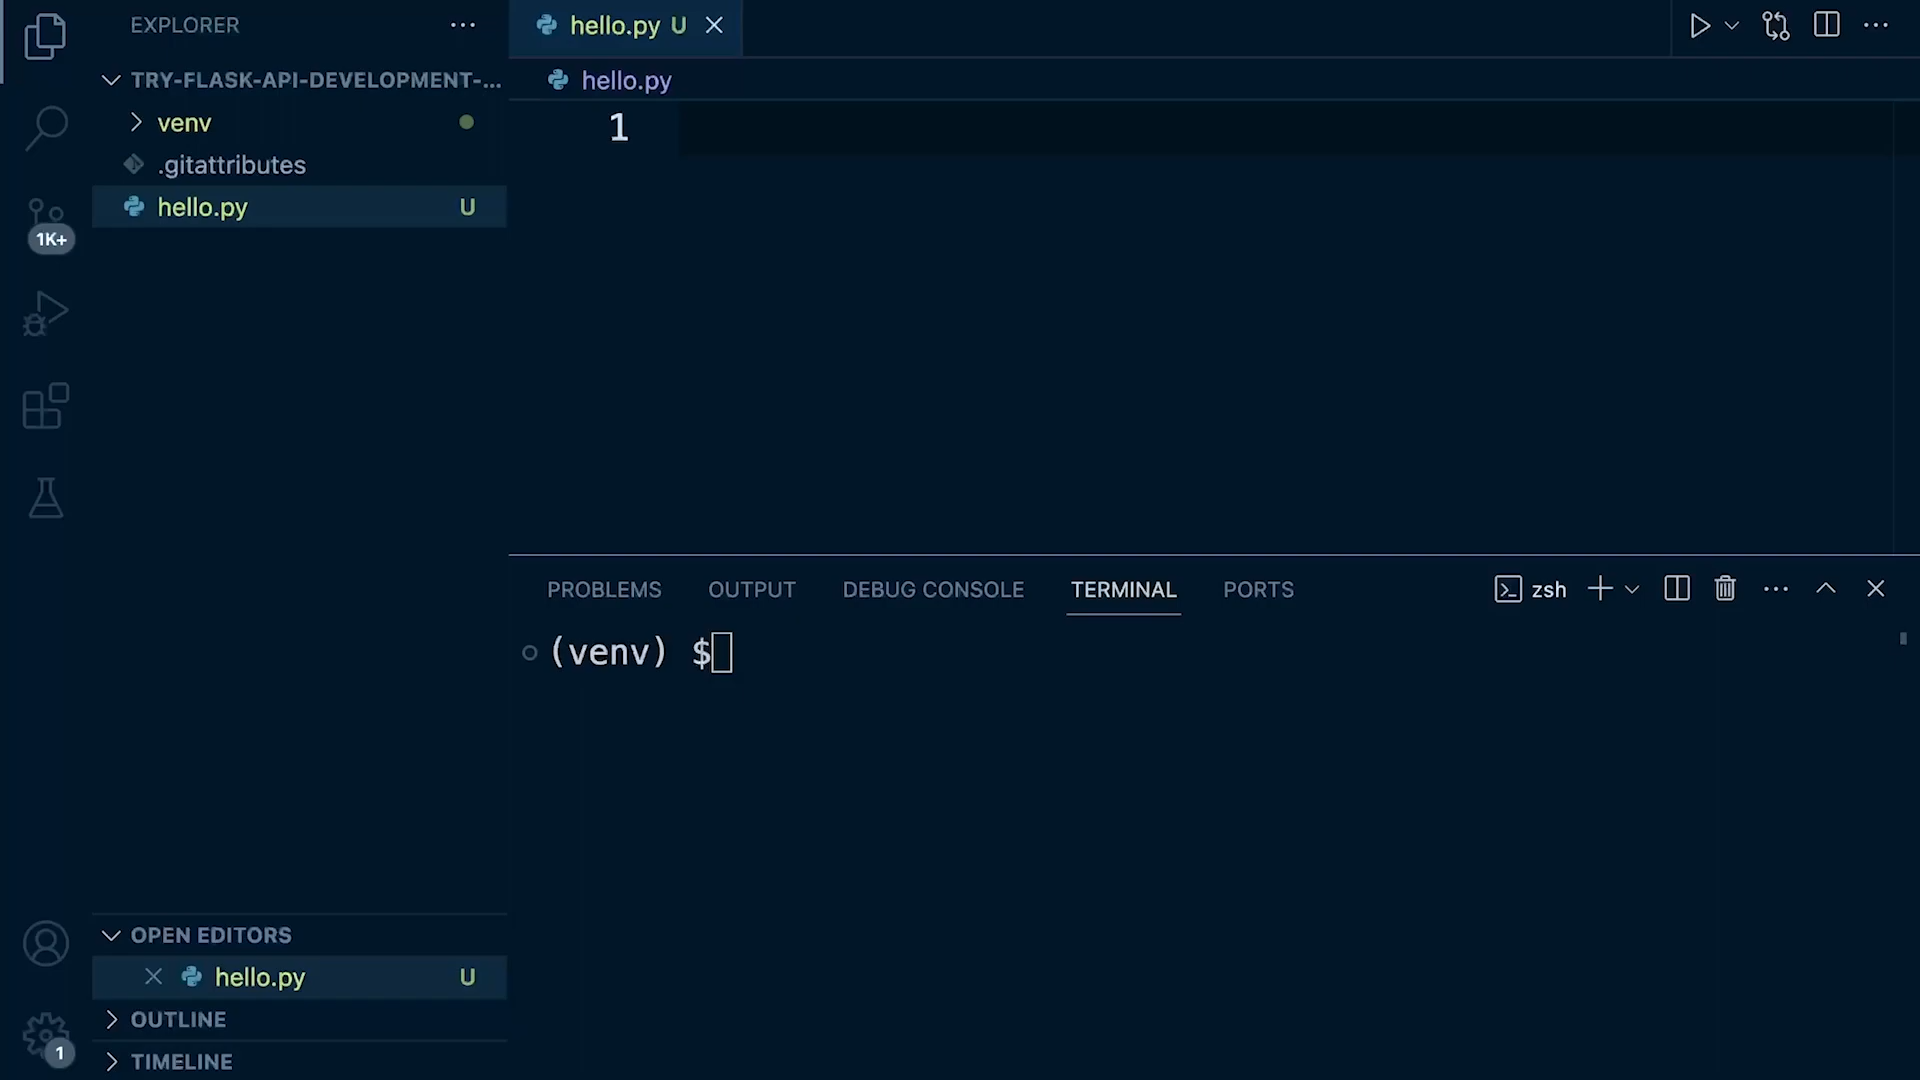 EXPLORER
TRY-FLASK-API-DEVELOPMENT-...
venv
.gitattributes
hello.py U
1K+
OPEN EDITORS
hello.py U
OUTLINE
TIMELINE
1
hello.py U
hello.py
1
PROBLEMS OUTPUT DEBUG CONSOLE TERMINAL PORTS
zsh
(venv) $